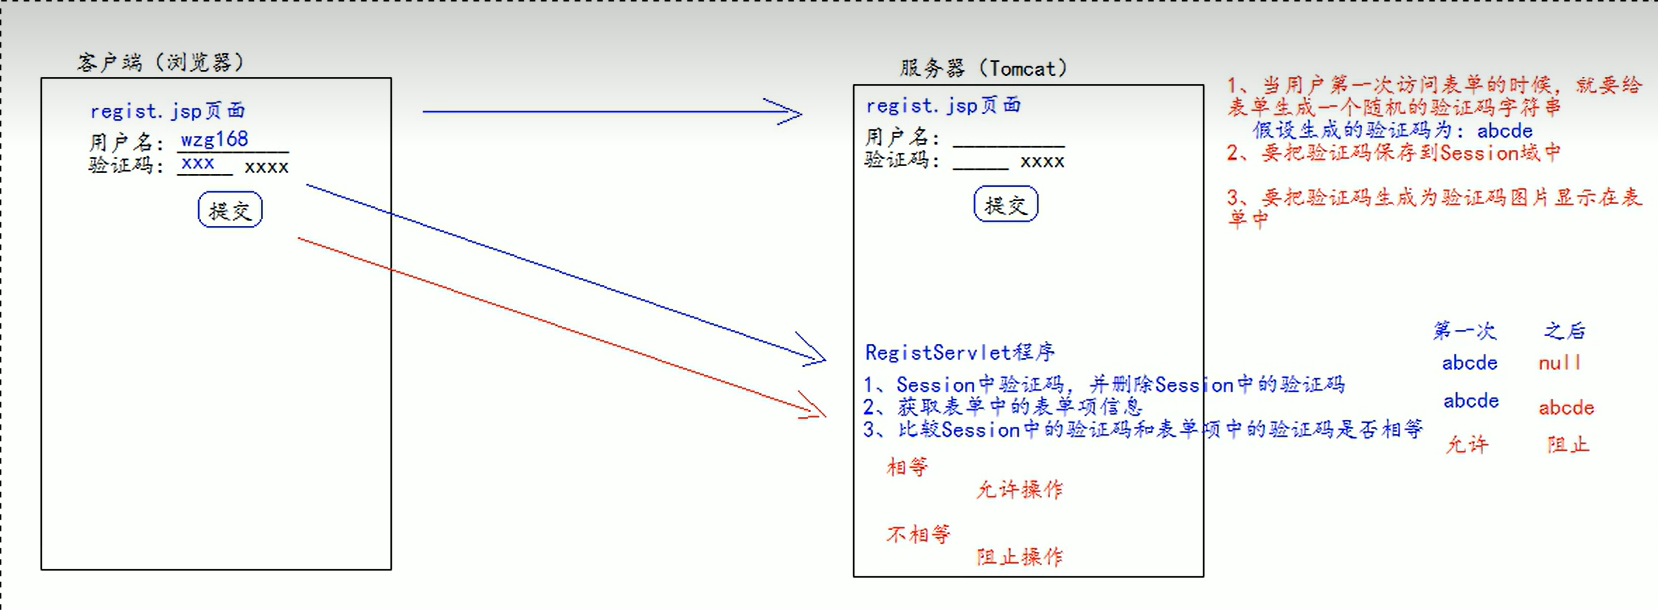 客户端（浏览器）
regist.jsp页面
用户名：wzg168
验证码：xxx xxxx
提交
服务器（Tomcat）
regist.jsp页面
用户名：__________
验证码：_____ xxxx
提交
RegistServlet程序
1、Session中验证码，并删除Session中的验证码
2、获取表单中的表单项信息
3、比较Session中的验证码和表单项中的验证码是否相等
相等
允许操作
不相等
阻止操作
1、当用户第一次访问表单的时候，就要给
表单生成一个随机的验证码字符串
假设生成的验证码为：abcde
2、要把验证码保存到Session域中
3、要把验证码生成为验证码图片显示在表
单中
第一次 之后
abcde null
abcde abcde
允许 阻止